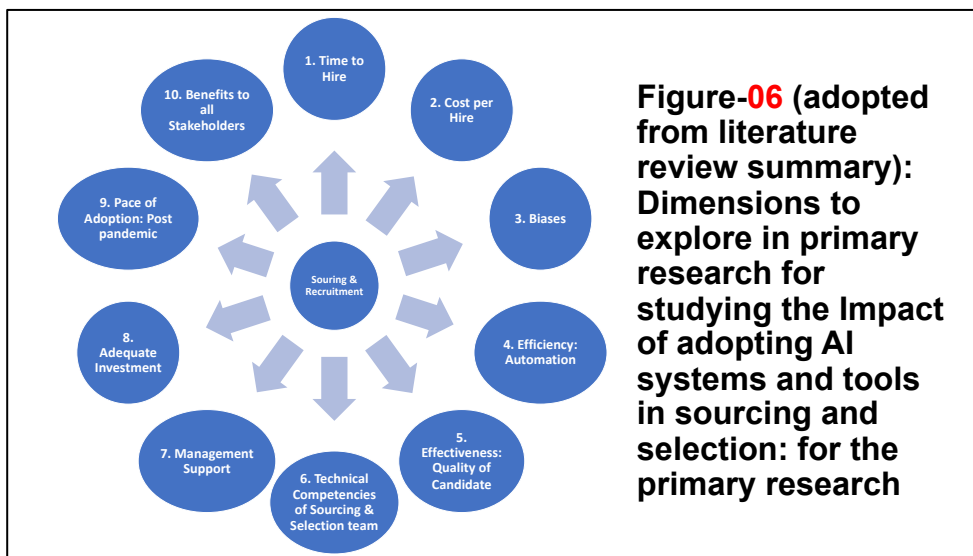 1. Time to
Hire
2. Cost per
Hire
3. Biases
4. Efficiency:
Automation
5.
Effectiveness:
Quality of
Candidate
6. Technical
Competencies
of Sourcing &
Selection team
7. Management
Support
8.
Adequate
Investment
9. Pace of
Adoption: Post
pandemic
10. Benefits to
all
Stakeholders
Souring &
Recruitment
Figure-06 (adopted
from literature
review summary):
Dimensions to
explore in primary
research for
studying the Impact
of adopting AI
systems and tools
in sourcing and
selection: for the
primary research